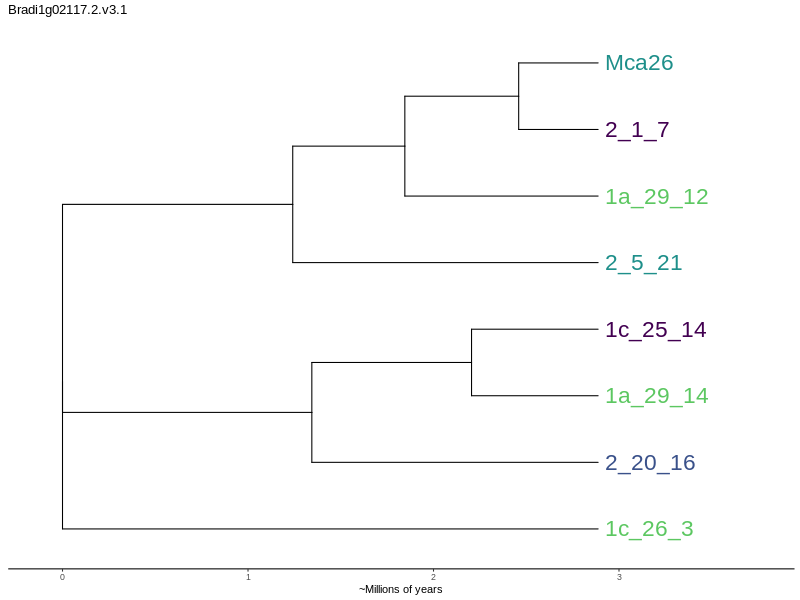 Bradi1g02117.2.v3.1
Mca26
2_1_7
1a_29_12
2_5_21
1c_25_14
1a_29_14
2_20_16
1c_26_3
0 1 2 3
~Millions of years